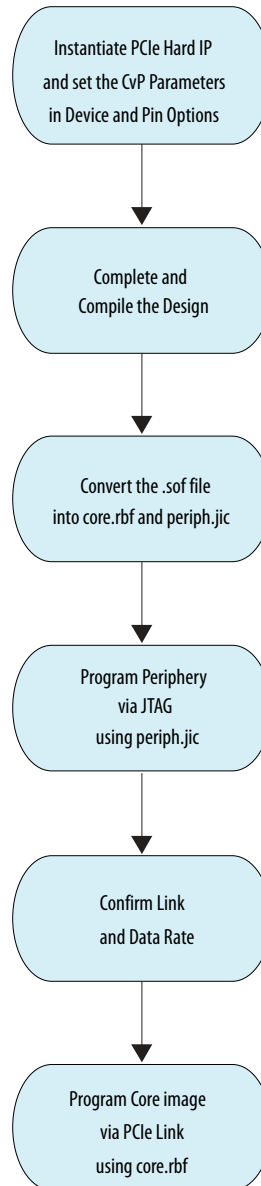 Instantiate PCIe Hard IP
and set the CvP Parameters
in Device and Pin Options
Complete and
Compile the Design
Convert the .sof file
into core.rbf and periph.jic
Program Periphery
via JTAG
using periph.jic
Confirm Link
and Data Rate
Program Core image
via PCIe Link
using core.rbf